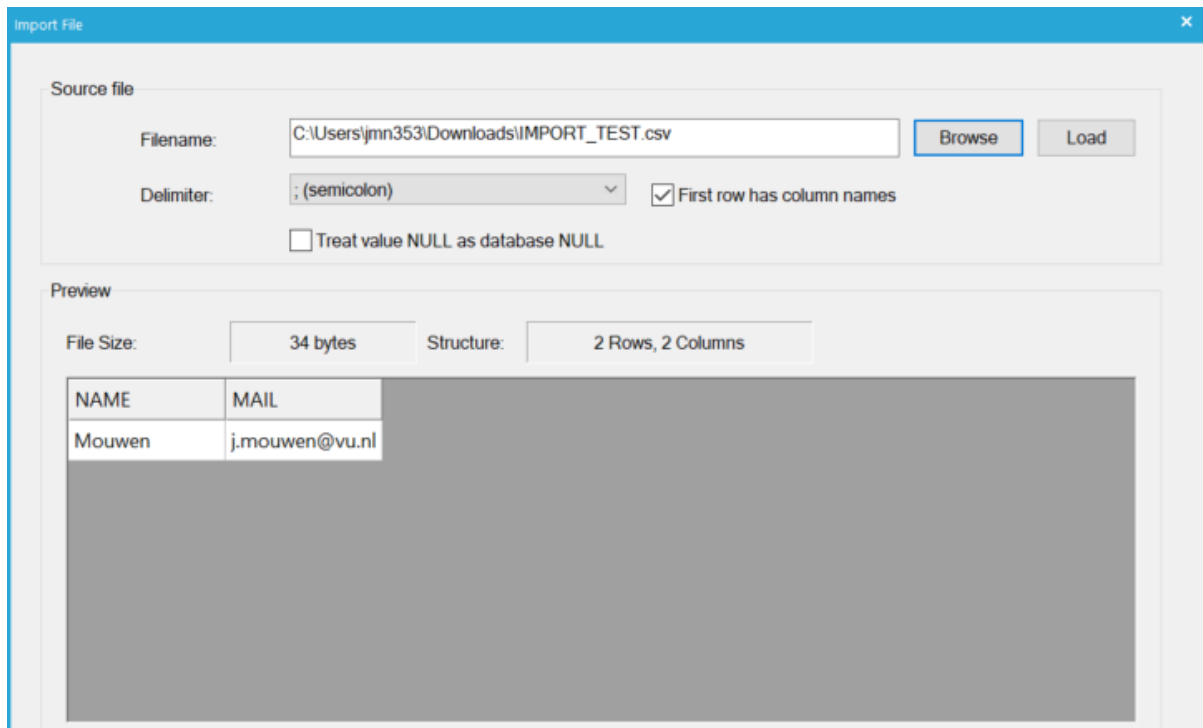 Import File
Source file
Filename: C:\Users\jmn353\Downloads\IMPORT_TEST.csv Browse Load
Delimiter: ; (semicolon) First row has column names
Treat value NULL as database NULL
Preview
File Size: 34 bytes Structure: 2 Rows, 2 Columns
NAME MAIL
Mouwen j.mouwen@vu.nl